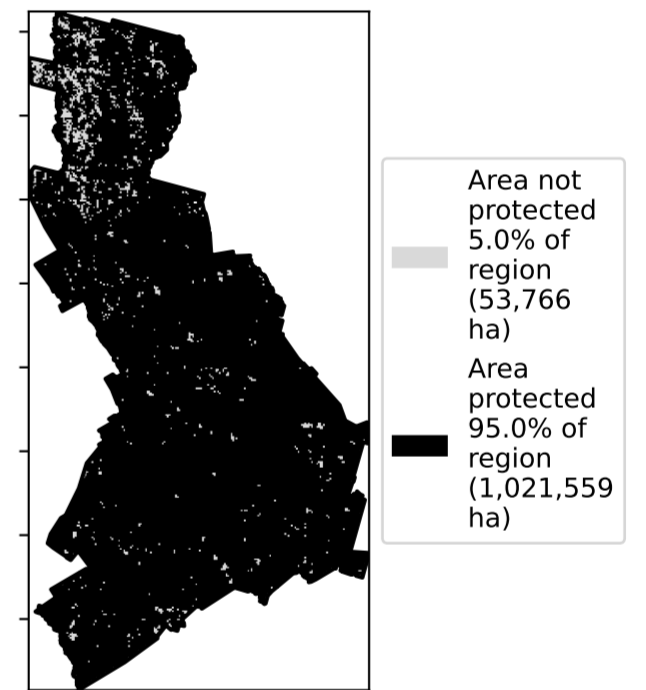 Area not
protected
5.0% of
region
(53,766
ha)
Area
protected
95.0% of
region
(1,021,559
ha)